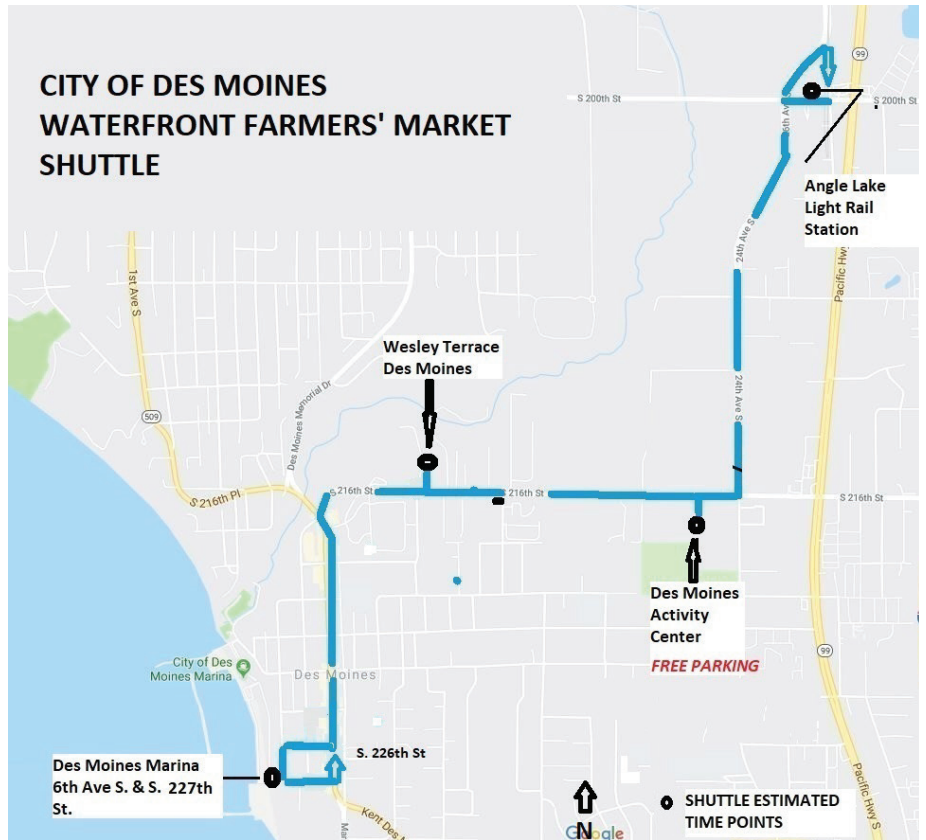 CITY OF DES MOINES
WATERFRONT FARMERS' MARKET
SHUTTLE
99
S 200th St
S 200th St
Angle Lake
Light Rail
Station
24th Ave S
Pacific Hwy
1st Ave S
Wesley Terrace
Des Moines
Des Moines Memorial Dr
24th Ave S
509
S 216th Pl
S 216th St
S 216th St
S 216th St
Des Moines
Activity
Center
FREE PARKING
99
City of Des
Moines Marina
Des Moines
S. 226th St
Des Moines Marina
6th Ave S. & S. 227th
St.
Kent Des
Pacific Hwy S
N
Google
SHUTTLE ESTIMATED
TIME POINTS